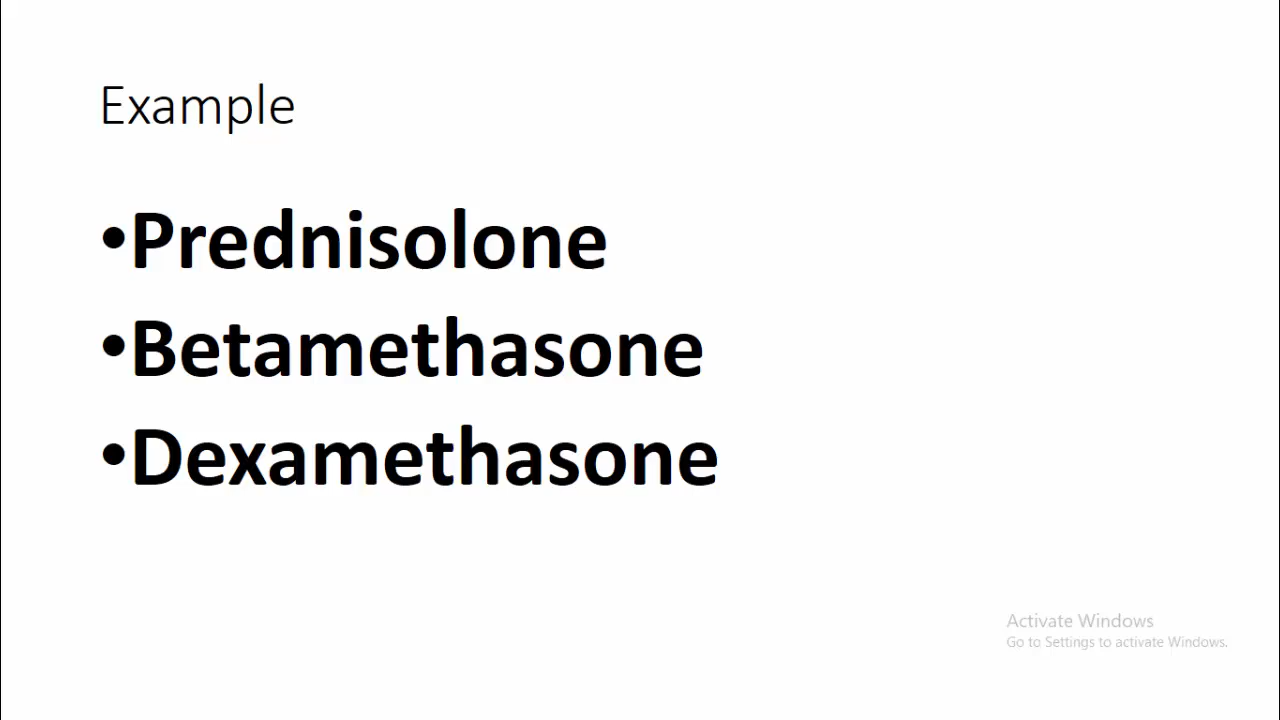 Example
•Prednisolone
•Betamethasone
•Dexamethasone
Activate Windows
Go to Settings to activate Windows.